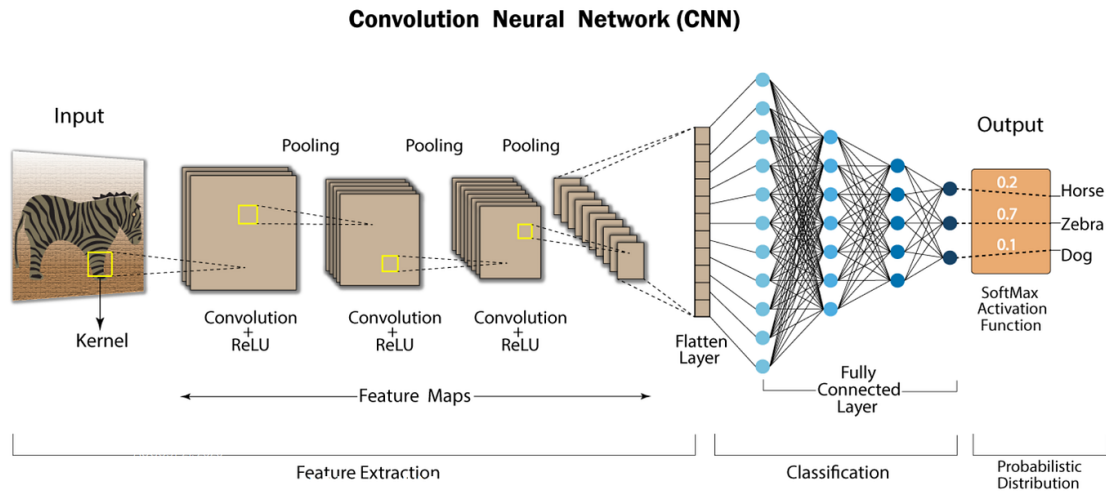 Convolution Neural Network (CNN)
Input
Pooling
Pooling
Pooling
Output
0.2
Horse
0.7
Zebra
0.1
Dog
SoftMax
Activation
Function
Kernel
Convolution
+
ReLU
Convolution
+
ReLU
Convolution
+
ReLU
Flatten
Layer
Fully
Connected
Layer
Feature Maps
Feature Extraction
Classification
Probabilistic
Distribution